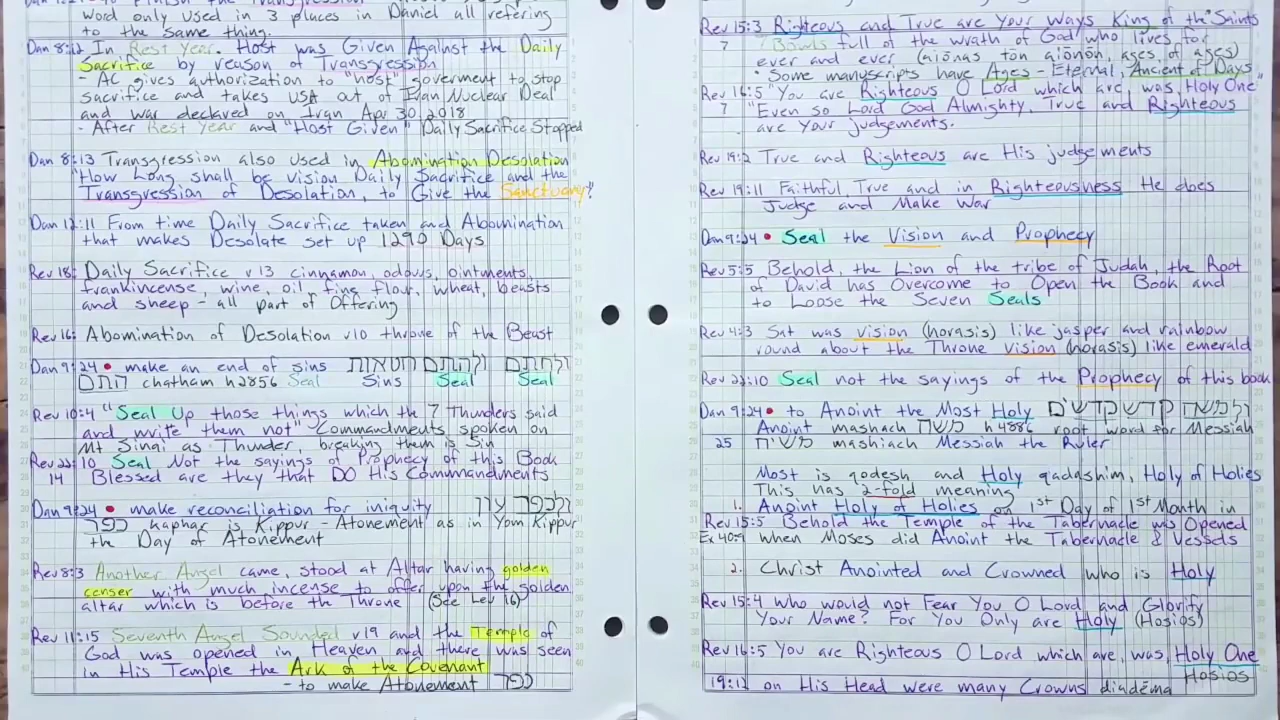 word only used in 3 places in Daniel all refering
to the same thing.
Dan 8:12 In Rest Year. Host was Given Against the Daily
Sacrifice by reason of Transgression
- AC gives authorization to "host" goverment to stop
sacrifice and takes USA out of Iran Nuclear Deal
and war declared on Iran Apr 30, 2018
- After Rest Year and "Host Given" Daily Sacrifice Stopped
Dan 8:13 Transgression also used in Abomination Desolation
"How Long shall be vision Daily Sacrifice and the
Transgression of Desolation, to Give the Sanctuary?
Dan 12:11 From time Daily Sacrifice taken and Abomination
that makes Desolate set up 1290 Days
Rev 18: Daily Sacrifice v13 cinnamon, odours, ointments,
frankincense, wine, oil, fine flour, wheat, beasts
and sheep - all part of Offering
Rev 16: Abomination of Desolation v10 throne of the Beast
Dan 9:24 • make an end of sins ולחתם חטאות ולהתם ולחתם
חתם chatham h2856 Seal Sins Seal Seal
Rev 10:4 "Seal Up those things which the 7 Thunders said
and write them not" Commandments spoken on
Mt Sinai as Thunder, breaking them is Sin
Rev 22:10 Seal Not the sayings of Prophecy of this Book
14 Blessed are they that DO His Commandments
Dan 9:24 • make reconciliation for iniquity ולכפר עון
כפר kaphar is Kippur - Atonement as in Yom Kippur
the Day of Atonement
Rev 8:3 Another Angel came, stood at Altar having golden
censer with much incense to offer upon the golden
altar which is before the Throne (See Lev 16)
Rev 11:15 Seventh Angel Sounded v19 and the Temple of
God was opened in Heaven and there was seen
in His Temple the Ark of the Covenant
- to make Atonement כפר
Rev 15:3 Righteous and True are Your Ways King of the "Saints
7 7 Bowls full of the wrath of God who lives for
ever and ever (aiōnas tōn aiōnōn, ages of ages)
• Some manuscripts have Ages - Eternal, Ancient of Days
Rev 16:5 "You are Righteous O Lord which are, was, Holy One"
7 "Even so Lord God Almighty. True and Righteous
are Your judgements.
Rev 19:2 True and Righteous are His judgements
Rev 19:11 Faithful, True and in Righteousness He does
Judge and Make War
Dan 9:24 • Seal the Vision and Prophecy
Rev 5:5 Behold, the Lion of the tribe of Judah, the Root
of David has Overcome to Open the Book and
to Loose the Seven Seals
Rev 4:3 Sat was vision (horasis) like jasper and rainbow
round about the Throne vision (horasis) like emerald
Rev 22:10 Seal not the sayings of the Prophecy of this book
Dan 9:24 • to Anoint the Most Holy ולמשח קדש קדשים
Anoint mashach משח h4886 root word for Messiah
25 משיח mashiach Messiah the Ruler
Most is qodesh and Holy qadashim, Holy of Holies
This has 2 fold meaning
1. Anoint Holy of Holies on 1st Day of 1st Month in
Rev 15:5 Behold the Temple of the Tabernacle was Opened
Ex 40:9 when Moses did Anoint the Tabernacle & Vessels
2. Christ Anointed and Crowned who is Holy
Rev 15:4 Who would not Fear You O Lord and Glorify
Your Name? For You Only are Holy (Hosios)
Rev 16:5 You are Righteous O Lord which are, was, Holy One
Hosios
19:12 on His Head were many Crowns diadēma